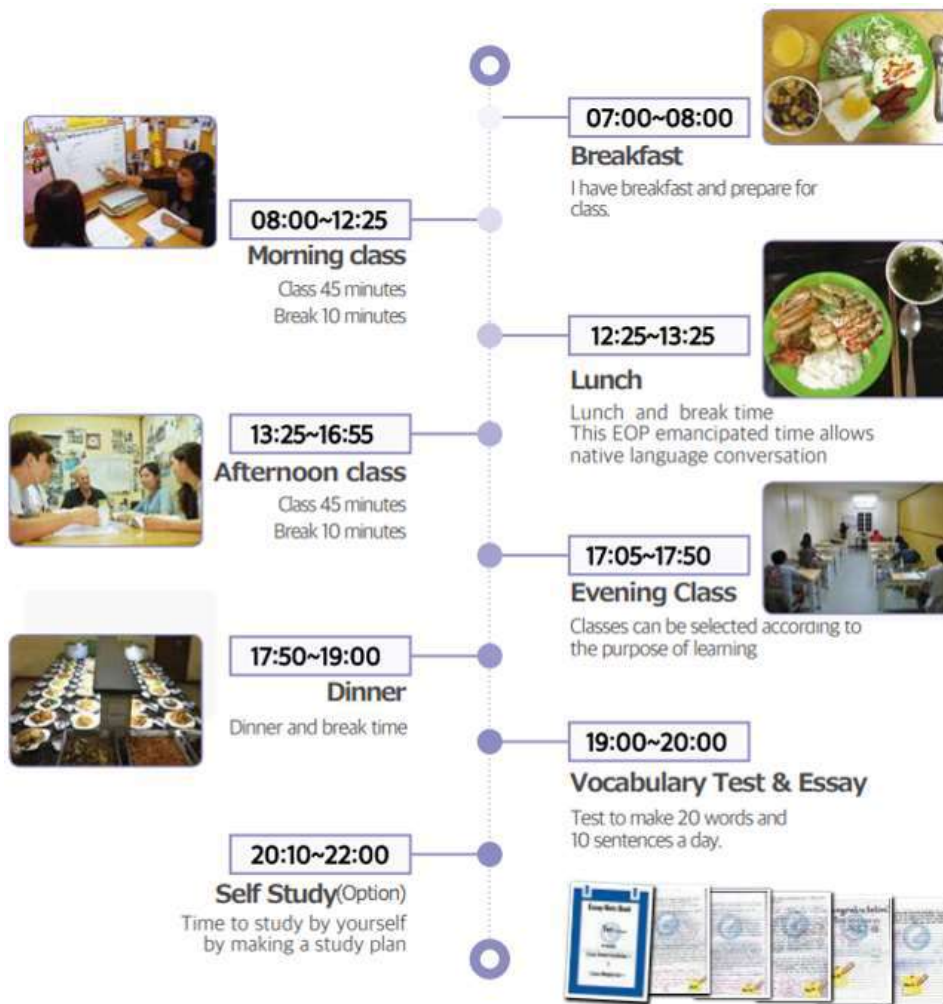 07:00~08:00
Breakfast
I have breakfast and prepare for
class.
08:00~12:25
Morning class
Class 45 minutes
Break 10 minutes
12:25~13:25
Lunch
Lunch and break time
This EOP emancipated time allows
native language conversation
13:25~16:55
Afternoon class
Class 45 minutes
Break 10 minutes
17:05~17:50
Evening Class
Classes can be selected according to
the purpose of learning
17:50~19:00
Dinner
Dinner and break time
19:00~20:00
Vocabulary Test & Essay
Test to make 20 words and
10 sentences a day.
20:10~22:00
Self Study(Option)
Time to study by yourself
by making a study plan